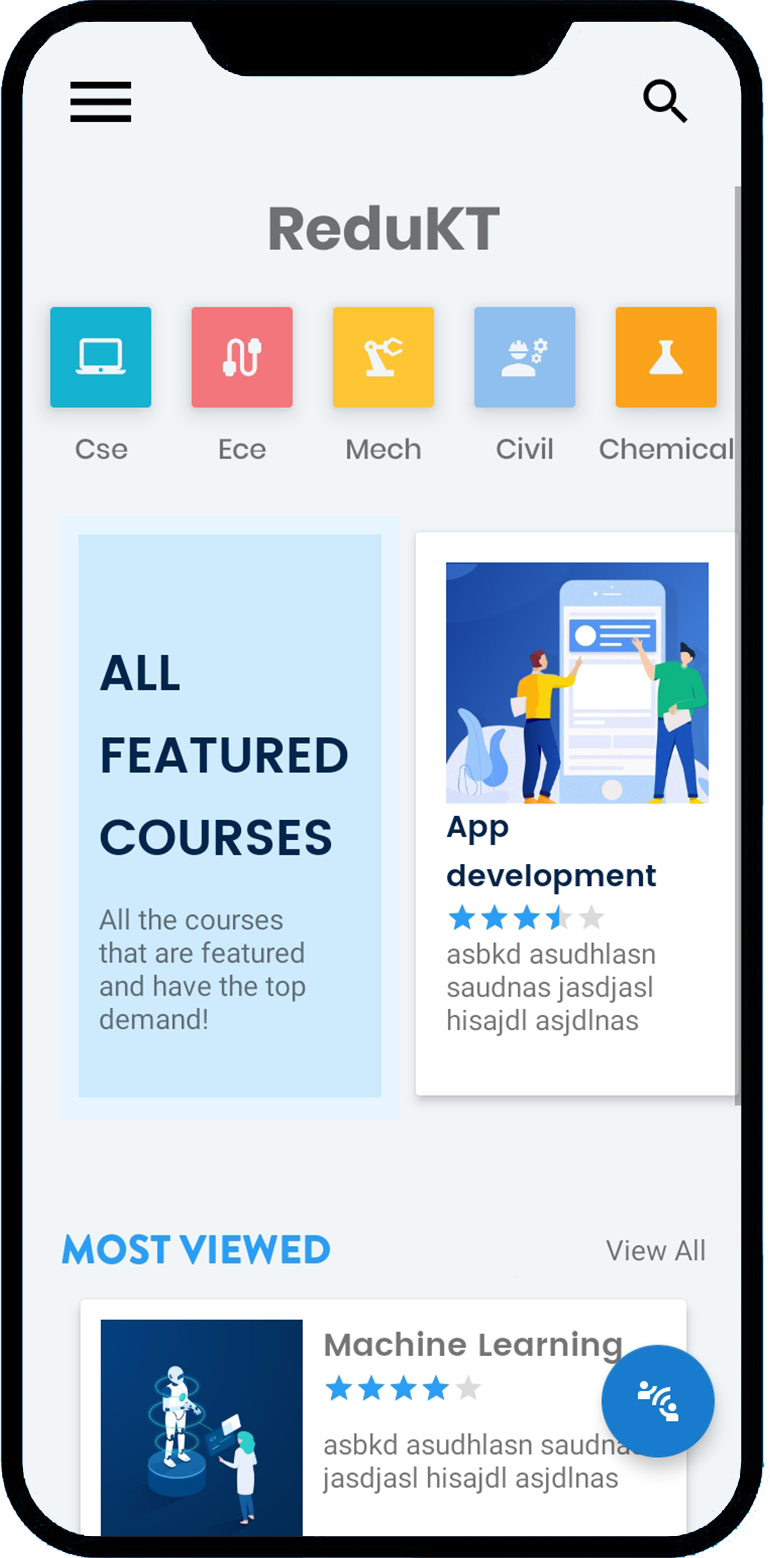 ReduKT
Cse Ece Mech Civil Chemical
ALL
FEATURED
COURSES
All the courses
that are featured
and have the top
demand!
App
development
asbkd asudhlasn
saudnas jasdjasl
hisajdl asjdlnas
MOST VIEWED
View All
Machine Learning
asbkd asudhlasn
jasdjasl hisajdl asjdlnas